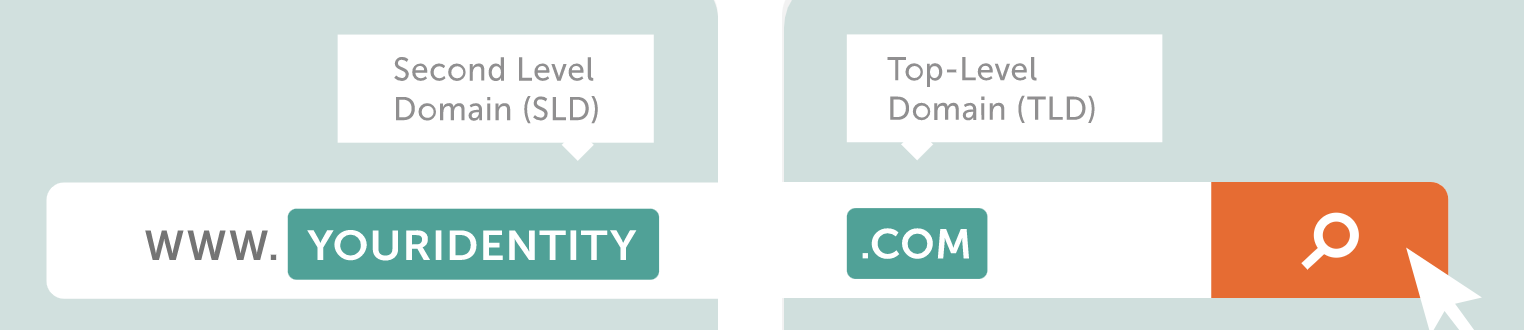 Second Level
Domain (SLD)
Top-Level
Domain (TLD)
WWW. YOURIDENTITY .COM